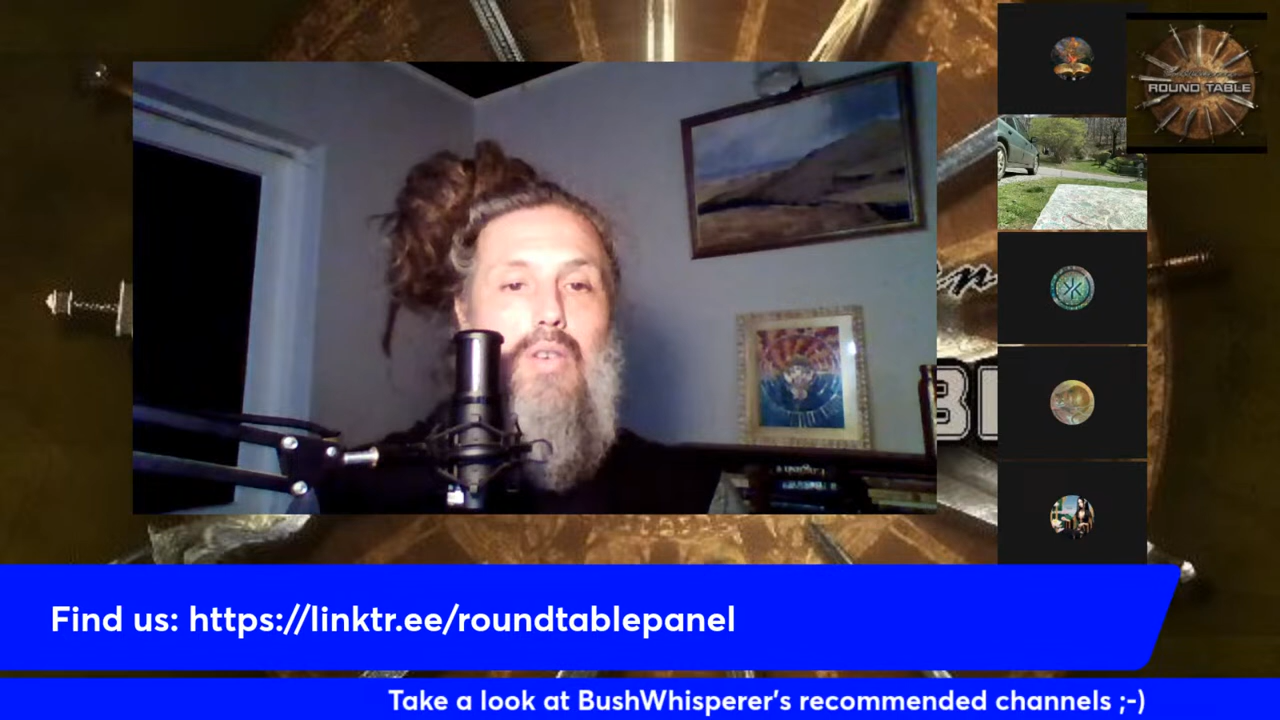 ROUND TABLE
Find us: https://linktr.ee/roundtablepanel
Take a look at BushWhisperer's recommended channels ;-)